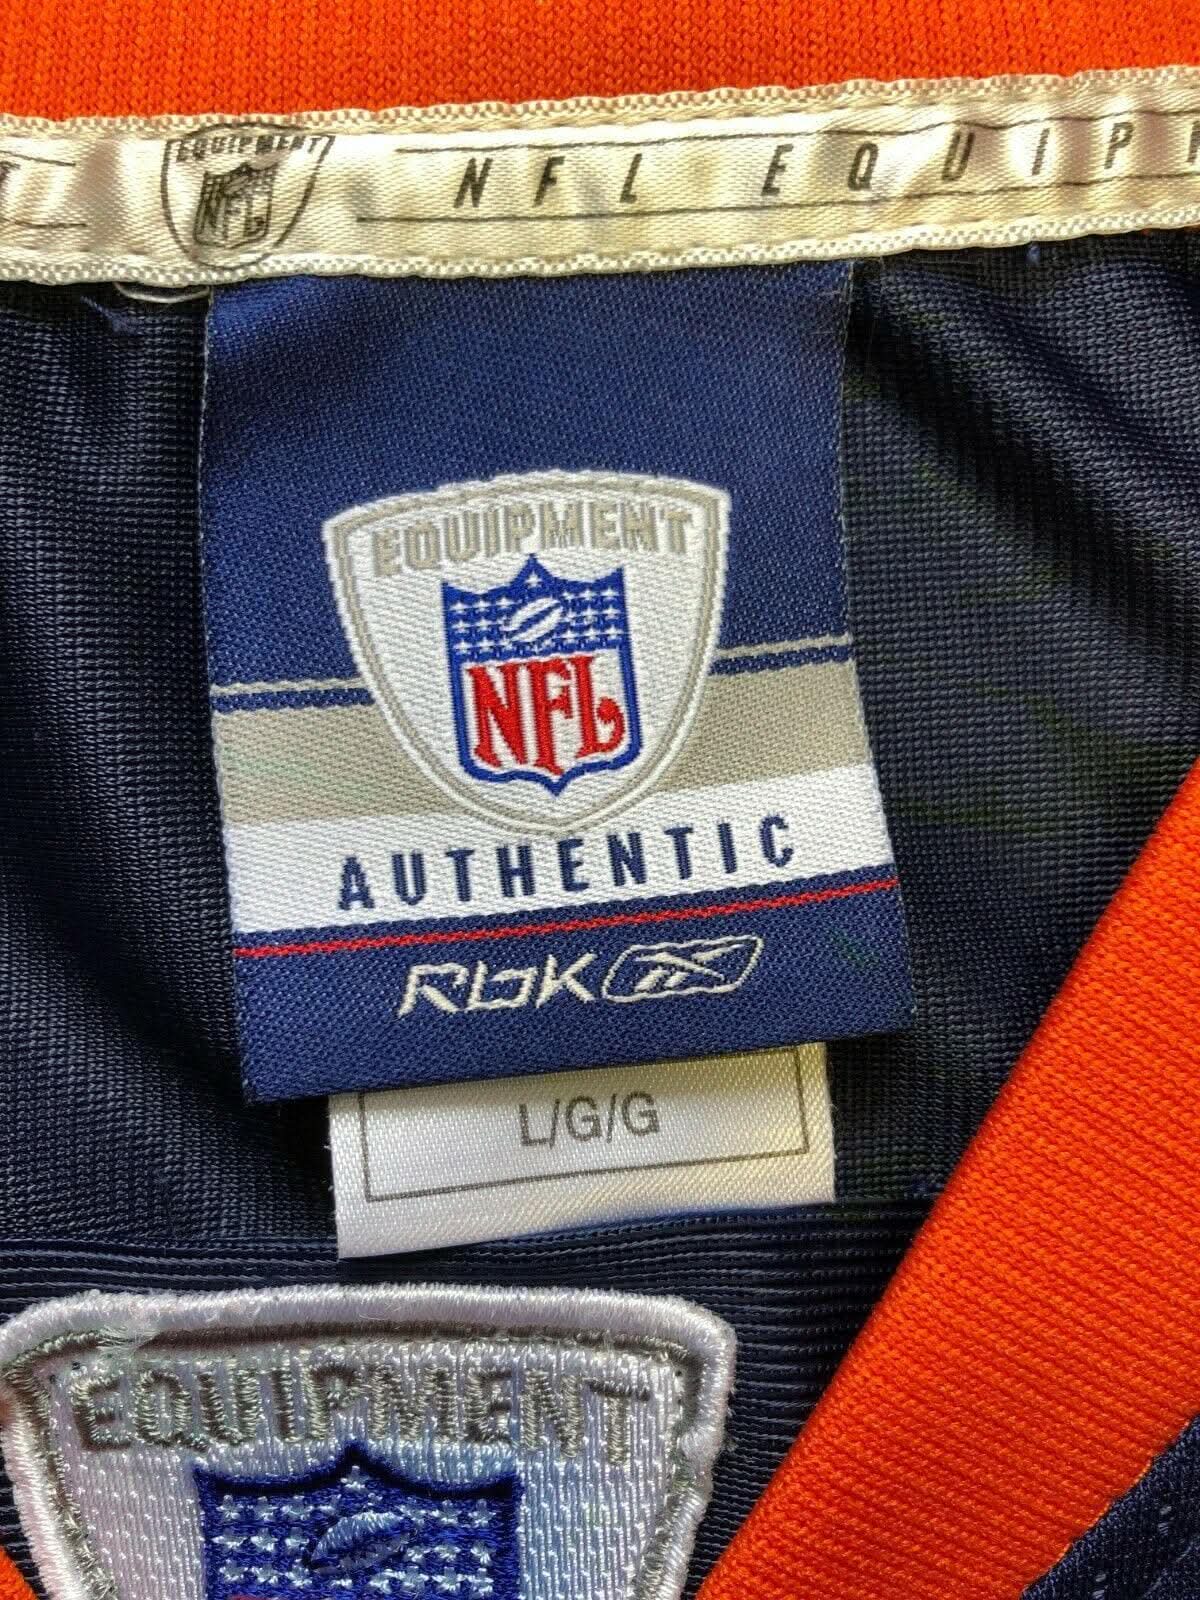 EQUIPMENT
NFL
NFL EQUIP
EQUIPMENT
NFL
AUTHENTIC
RBK
L/G/G
EQUIPMENT